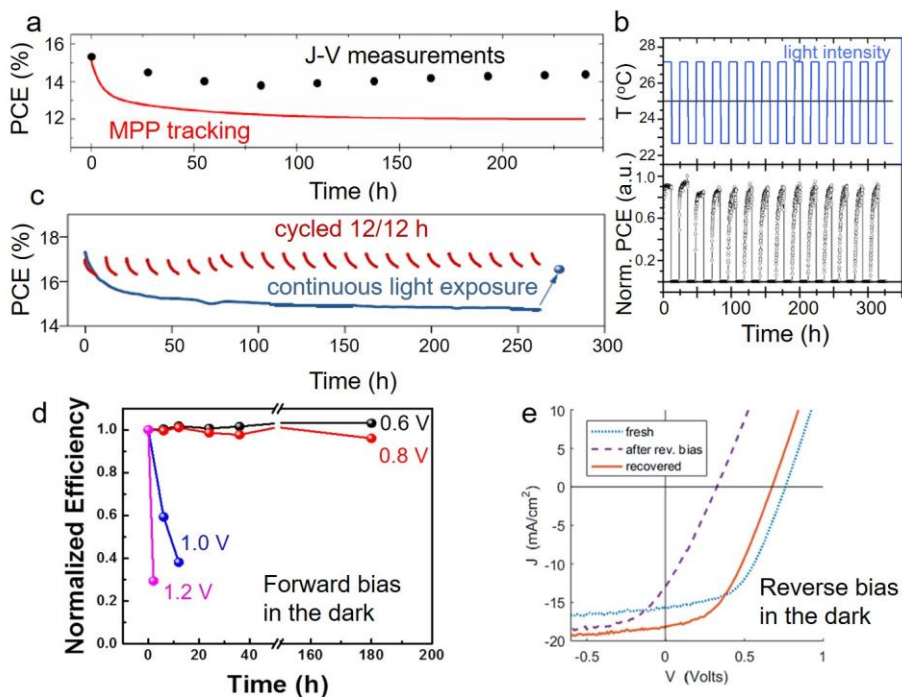 a
PCE (%)
16
14
12
J-V measurements
MPP tracking
0 50 100 150 200
Time (h)
b
T (°C)
28
26
24
22
light intensity
Norm. PCE (a.u.)
1.0
0.6
0.2
0 50 100 150 200 250 300
Time (h)
c
PCE (%)
18
16
14
cycled 12/12 h
continuous light exposure
0 50 100 150 200 250 300
Time (h)
d
Normalized Efficiency
1.0
0.8
0.6
0.4
0.2
0.0
0.6 V
0.8 V
1.0 V
1.2 V
Forward bias
in the dark
0 20 40 160 180 200
Time (h)
e
J (mA/cm²)
10
5
0
-5
-10
-15
-20
fresh
after rev. bias
recovered
Reverse bias
in the dark
-0.5 0 0.5 1
V (Volts)